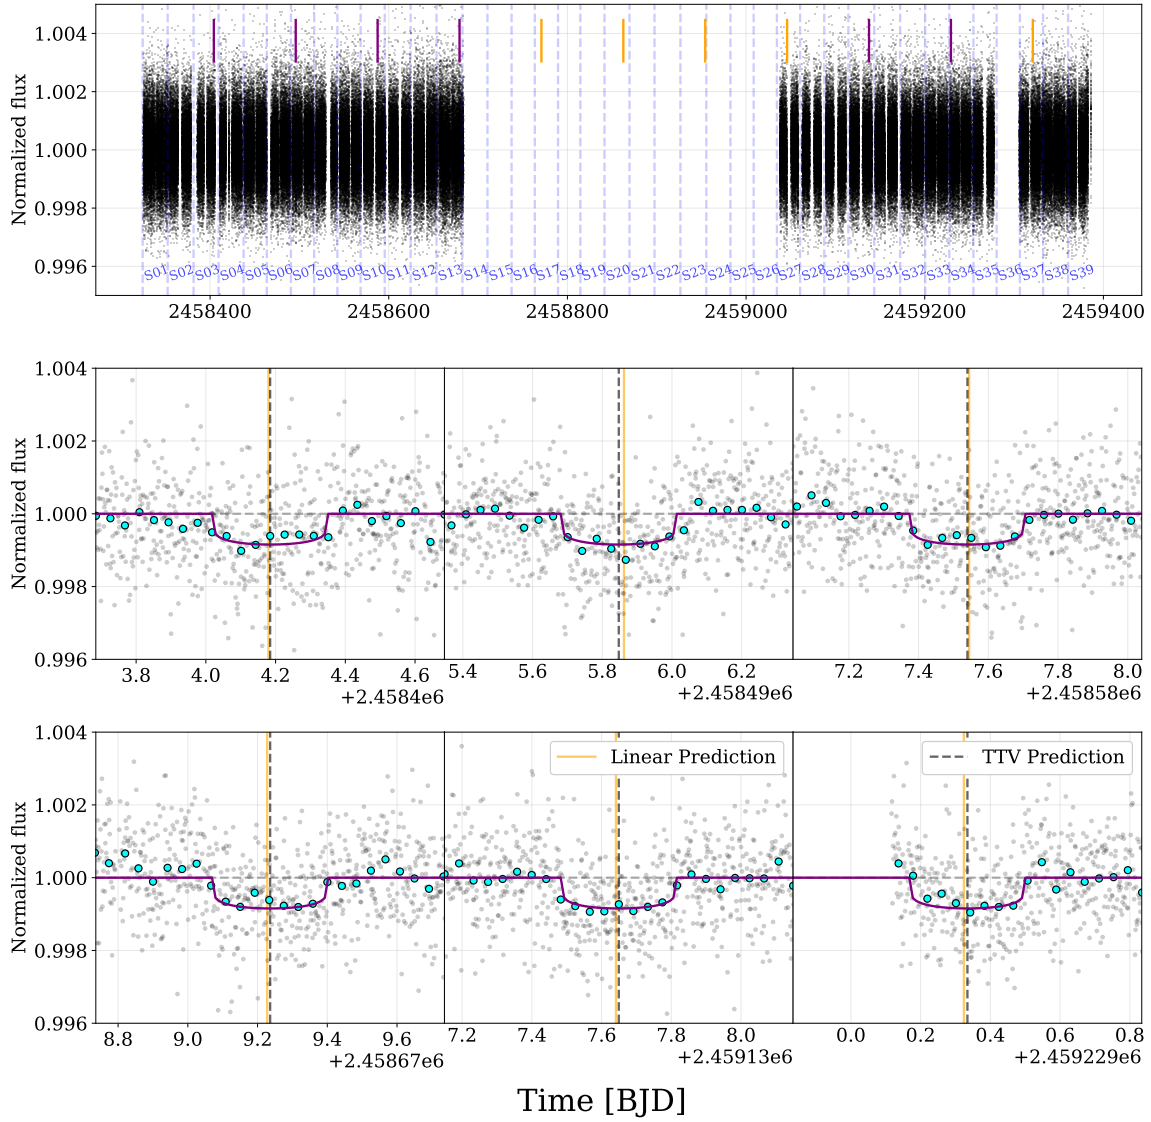 1.004
1.002
1.000
0.998
0.996
Normalized flux
S01 S02 S03 S04 S05 S06 S07 S08 S09 S10 S11 S12 S13 S14 S15 S16 S17 S18 S19 S20 S21 S22 S23 S24 S25 S26 S27 S28 S29 S30 S31 S32 S33 S34 S35 S36 S37 S38 S39
2458400 2458600 2458800 2459000 2459200 2459400
1.004
1.002
1.000
0.998
0.996
Normalized flux
3.8 4.0 4.2 4.4 4.6 5.4 5.6 5.8 6.0 6.2 7.2 7.4 7.6 7.8 8.0
+2.4584e6 +2.45849e6 +2.45858e6
1.004
1.002
1.000
0.998
0.996
Normalized flux
Linear Prediction TTV Prediction
8.8 9.0 9.2 9.4 9.6 7.2 7.4 7.6 7.8 8.0 0.0 0.2 0.4 0.6 0.8
+2.45867e6 +2.45913e6 +2.459229e6
Time [BJD]